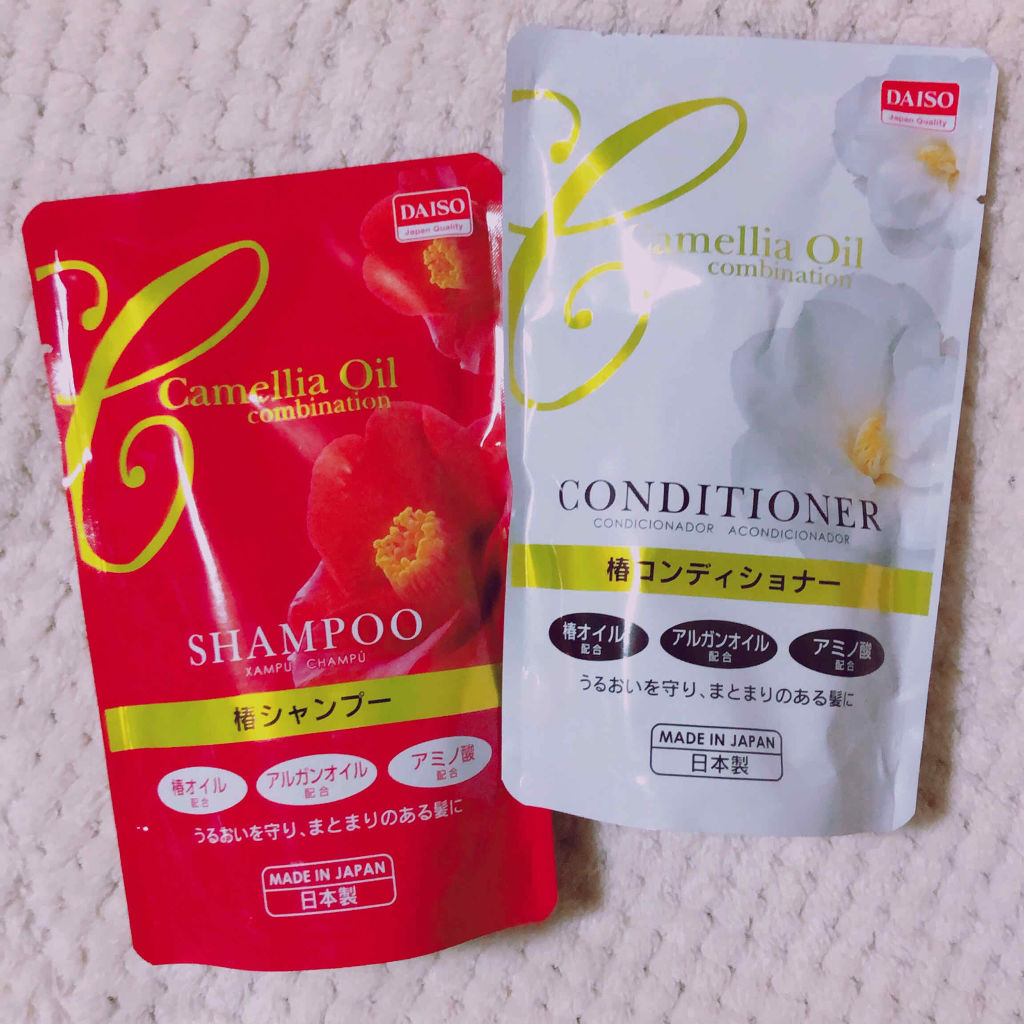 DAISO
Japan Quality
Camellia Oil
combination
SHAMPOO
XAMPU CHAMPÚ
椿シャンプー
椿オイル
配合
アルガンオイル
配合
アミノ酸
配合
うるおいを守り、まとまりのある髪に
MADE IN JAPAN
日本製
DAISO
Japan Quality
Camellia Oil
combination
CONDITIONER
CONDICIONADOR ACONDICIONADOR
椿コンディショナー
椿オイル
配合
アルガンオイル
配合
アミノ酸
配合
うるおいを守り、まとまりのある髪に
MADE IN JAPAN
日本製